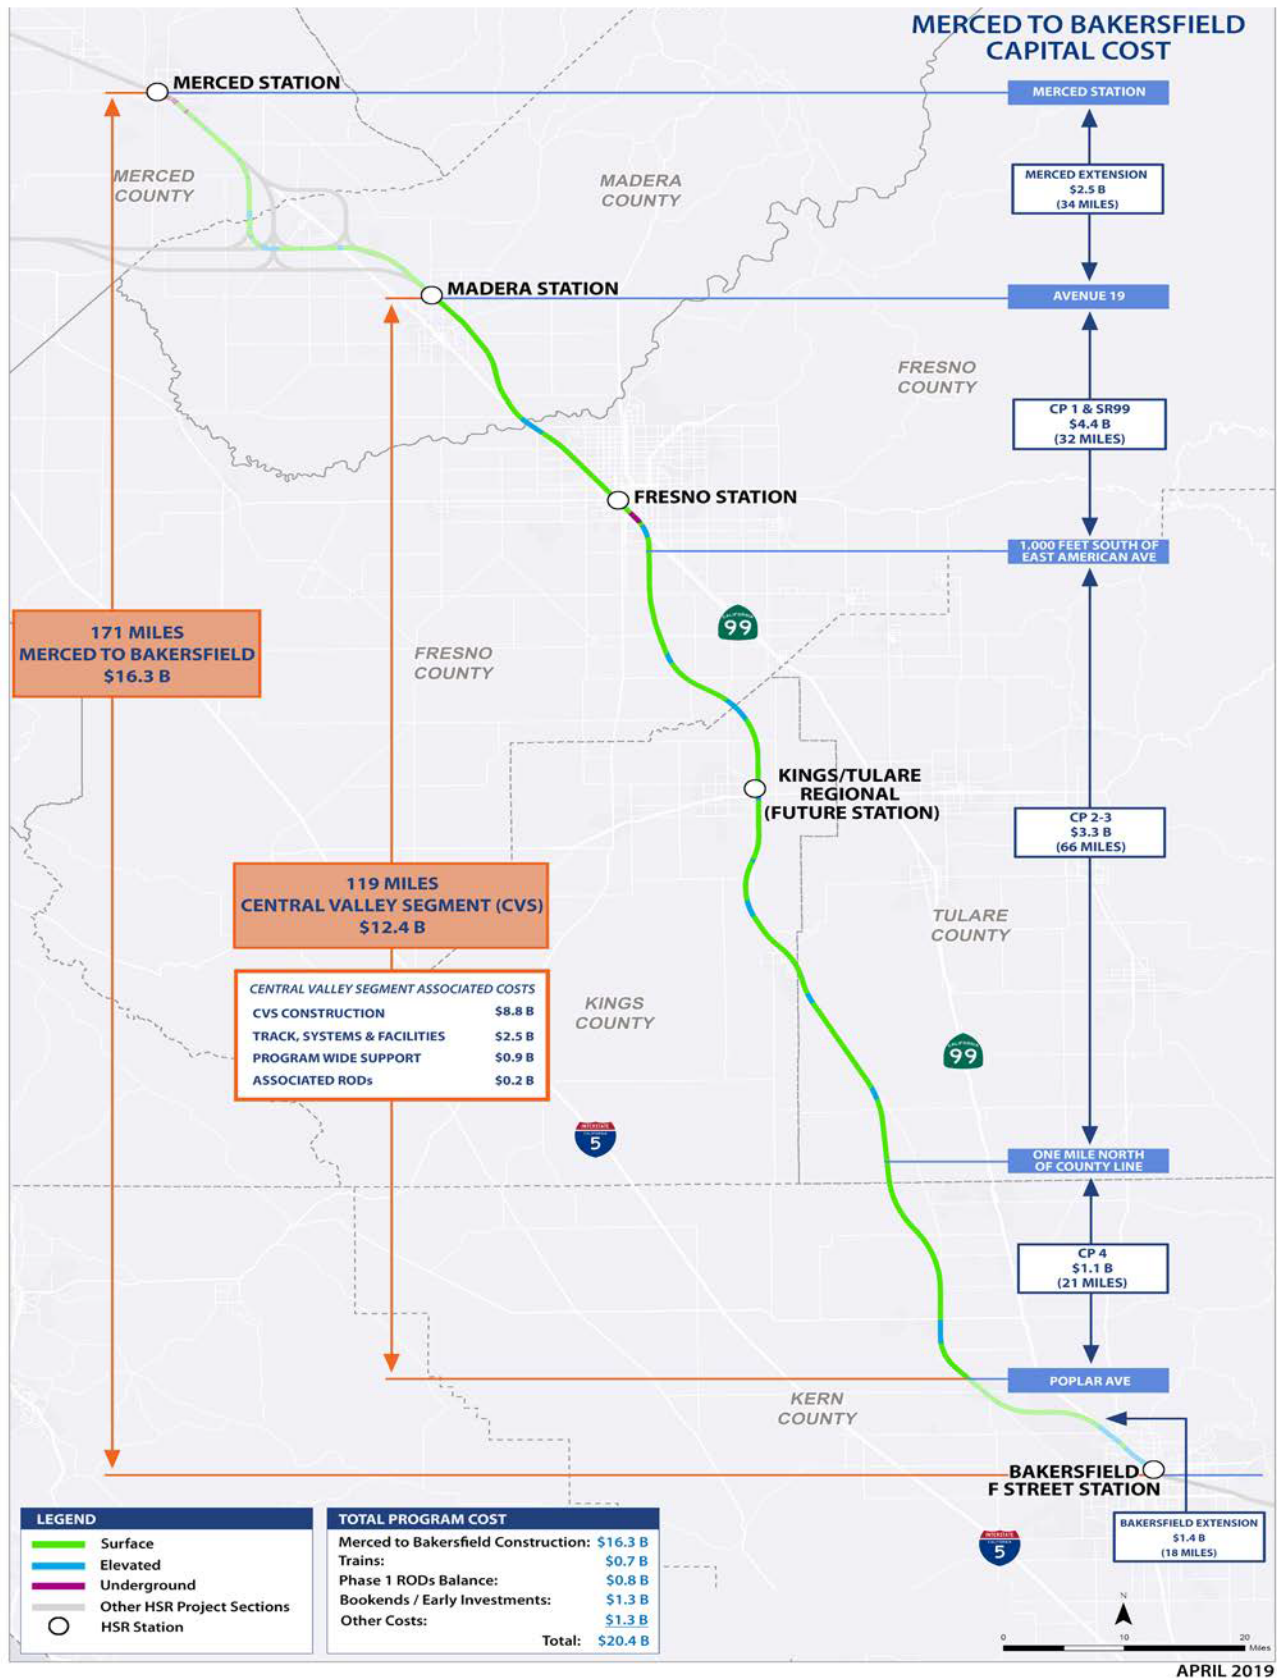 MERCED TO BAKERSFIELD
CAPITAL COST
MERCED STATION
MERCED STATION
MERCED EXTENSION
$2.5 B
(34 MILES)
MERCED
COUNTY
MADERA
COUNTY
MADERA STATION
AVENUE 19
FRESNO
COUNTY
CP 1 & SR99
$4.4 B
(32 MILES)
FRESNO STATION
1,000 FEET SOUTH OF
EAST AMERICAN AVE
CALIFORNIA
99
171 MILES
MERCED TO BAKERSFIELD
$16.3 B
FRESNO
COUNTY
KINGS/TULARE
REGIONAL
(FUTURE STATION)
CP 2-3
$3.3 B
(66 MILES)
119 MILES
CENTRAL VALLEY SEGMENT (CVS)
$12.4 B
TULARE
COUNTY
CENTRAL VALLEY SEGMENT ASSOCIATED COSTS
CVS CONSTRUCTION $8.8 B
TRACK, SYSTEMS & FACILITIES $2.5 B
PROGRAM WIDE SUPPORT $0.9 B
ASSOCIATED RODs $0.2 B
KINGS
COUNTY
CALIFORNIA
99
INTERSTATE
CALIFORNIA
5
ONE MILE NORTH
OF COUNTY LINE
CP 4
$1.1 B
(21 MILES)
POPLAR AVE
KERN
COUNTY
BAKERSFIELD
F STREET STATION
BAKERSFIELD EXTENSION
$1.4 B
(18 MILES)
INTERSTATE
CALIFORNIA
5
LEGEND
Surface
Elevated
Underground
Other HSR Project Sections
HSR Station
TOTAL PROGRAM COST
Merced to Bakersfield Construction: $16.3 B
Trains: $0.7 B
Phase 1 RODs Balance: $0.8 B
Bookends / Early Investments: $1.3 B
Other Costs: $1.3 B
Total: $20.4 B
N
0 10 20
Miles
APRIL 2019